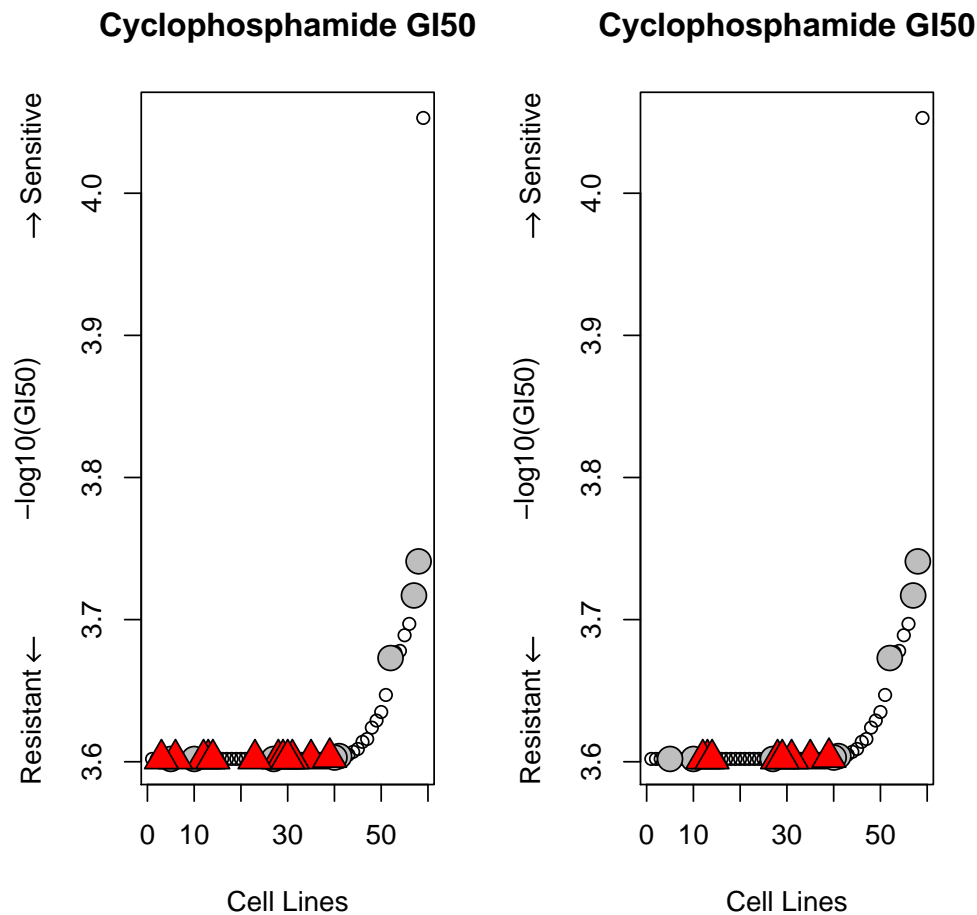 Cyclophosphamide GI50
Cell Lines
−log10(GI50)
Resistant ← → Sensitive
0 10 30 50
3.6 3.7 3.8 3.9 4.0
Cyclophosphamide GI50
Cell Lines
−log10(GI50)
Resistant ← → Sensitive
0 10 30 50
3.6 3.7 3.8 3.9 4.0